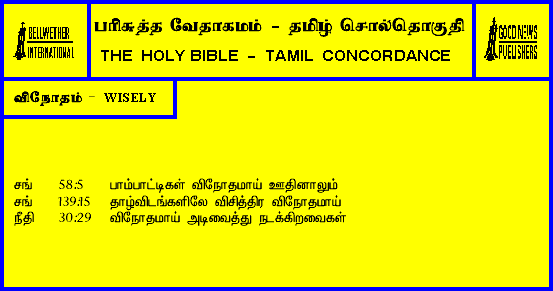 BELLWETHER
INTERNATIONAL
பரிசுத்த வேதாகமம் - தமிழ் சொல்தொகுதி
THE HOLY BIBLE - TAMIL CONCORDANCE
GOOD NEWS
PUBLISHERS
விநோதம் - WISELY
சங் 58:5 பாம்பாட்டிகள் விநோதமாய் ஊதினாலும்
சங் 139:15 தாழ்விடங்களிலே விசித்திர விநோதமாய்
நீதி 30:29 விநோதமாய் அடிவைத்து நடக்கிறவைகள்